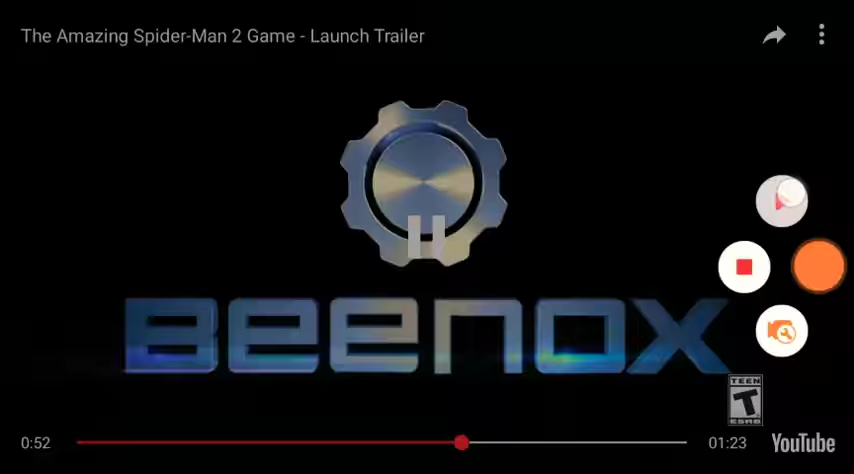 The Amazing Spider-Man 2 Game - Launch Trailer
BEENOX
TEEN
T
ESRB
0:52
01:23
YouTube